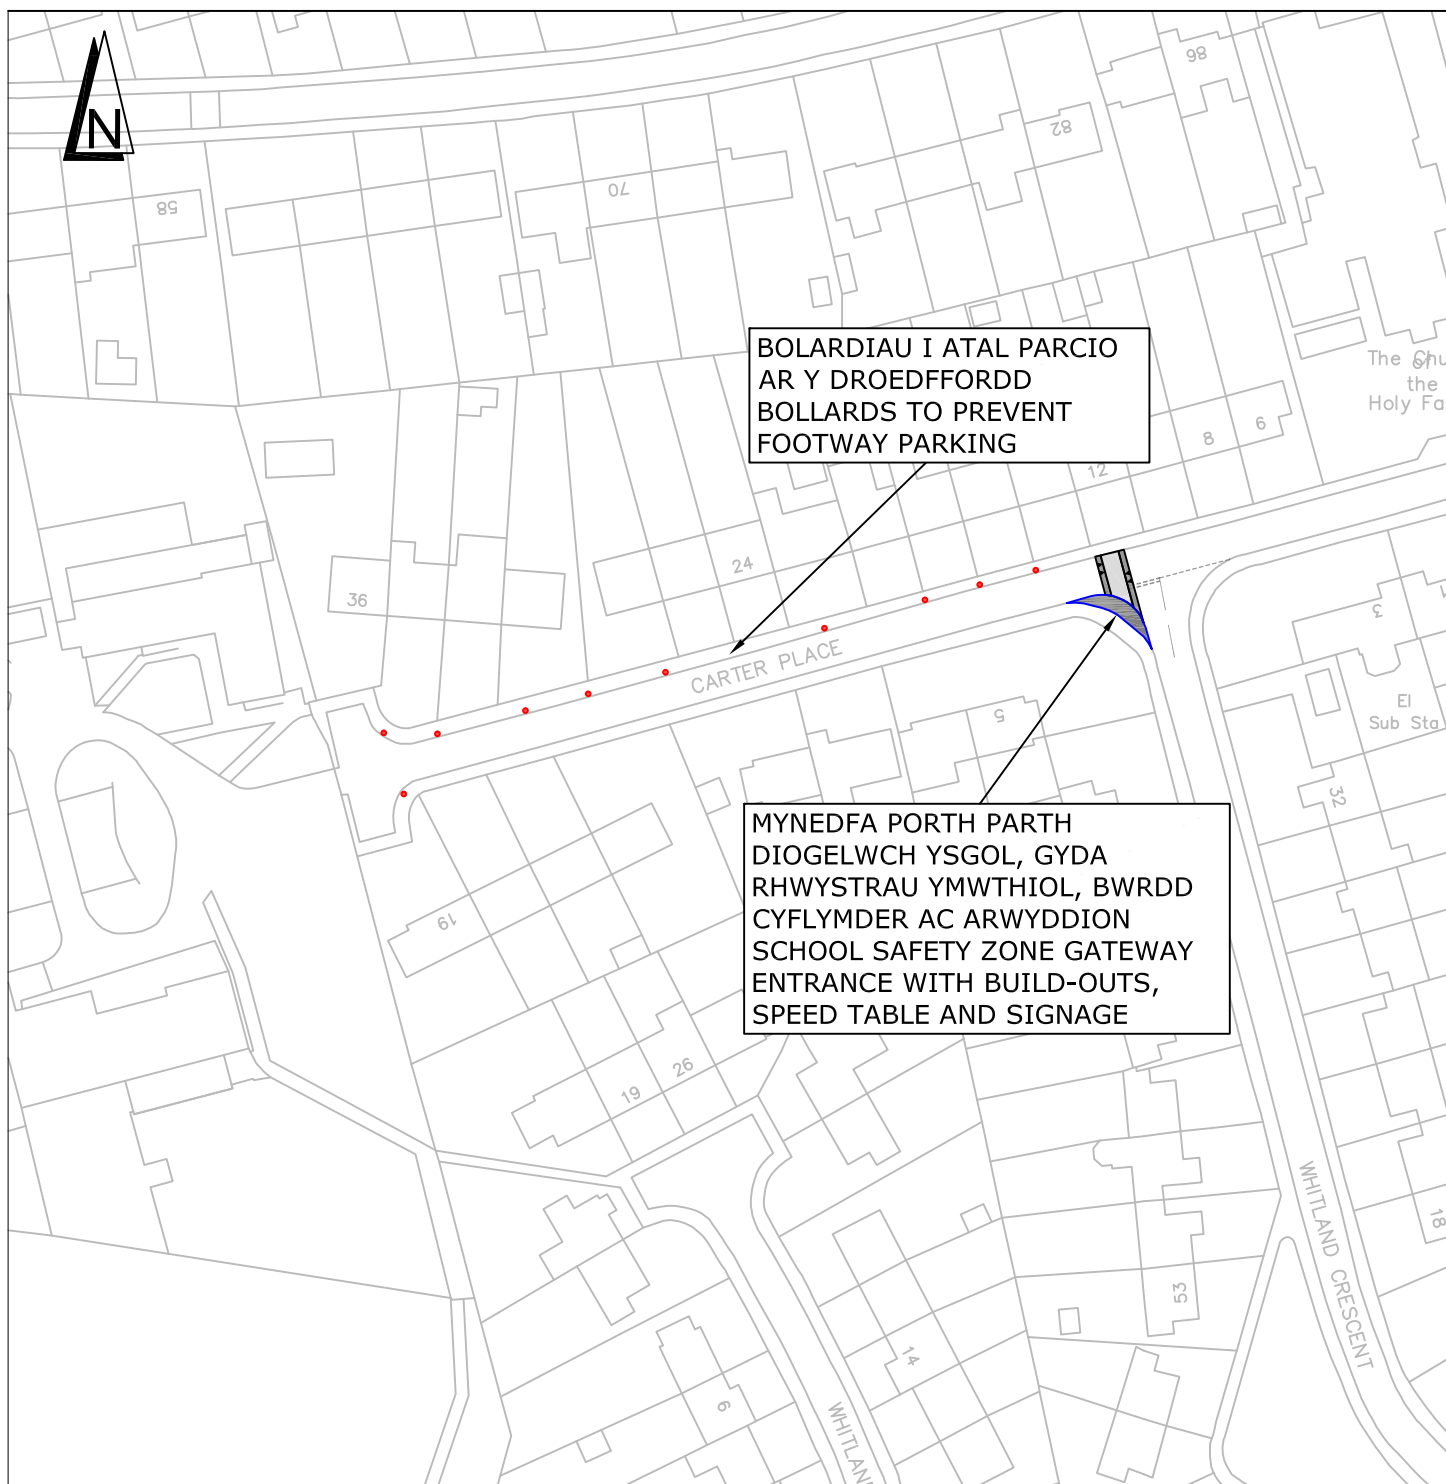 N
86
82
70
58
BOLARDIAU I ATAL PARCIO
AR Y DROEDFFORDD
BOLLARDS TO PREVENT
FOOTWAY PARKING
The Chu
of
the
Holy Fa
6
8
12
24
36
CARTER PLACE
3
5
El
Sub Sta
32
MYNEDFA PORTH PARTH
DIOGELWCH YSGOL, GYDA
RHWYSTRAU YMWTHIOL, BWRDD
CYFLYMDER AC ARWYDDION
SCHOOL SAFETY ZONE GATEWAY
ENTRANCE WITH BUILD-OUTS,
SPEED TABLE AND SIGNAGE
19
26
19
18
WHITLAND CRESCENT
53
14
6
WHITLAN